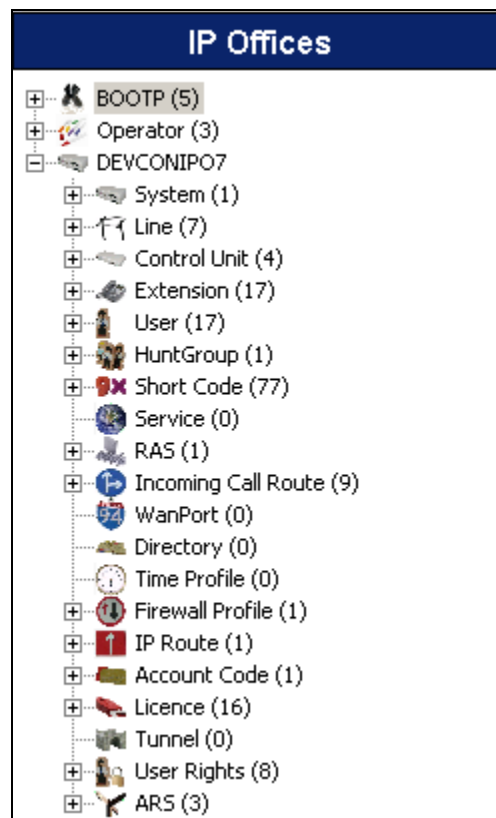 IP Offices
BOOTP (5)
Operator (3)
DEVCONIPO7
System (1)
Line (7)
Control Unit (4)
Extension (17)
User (17)
HuntGroup (1)
Short Code (77)
Service (0)
RAS (1)
Incoming Call Route (9)
WanPort (0)
Directory (0)
Time Profile (0)
Firewall Profile (1)
IP Route (1)
Account Code (1)
Licence (16)
Tunnel (0)
User Rights (8)
ARS (3)